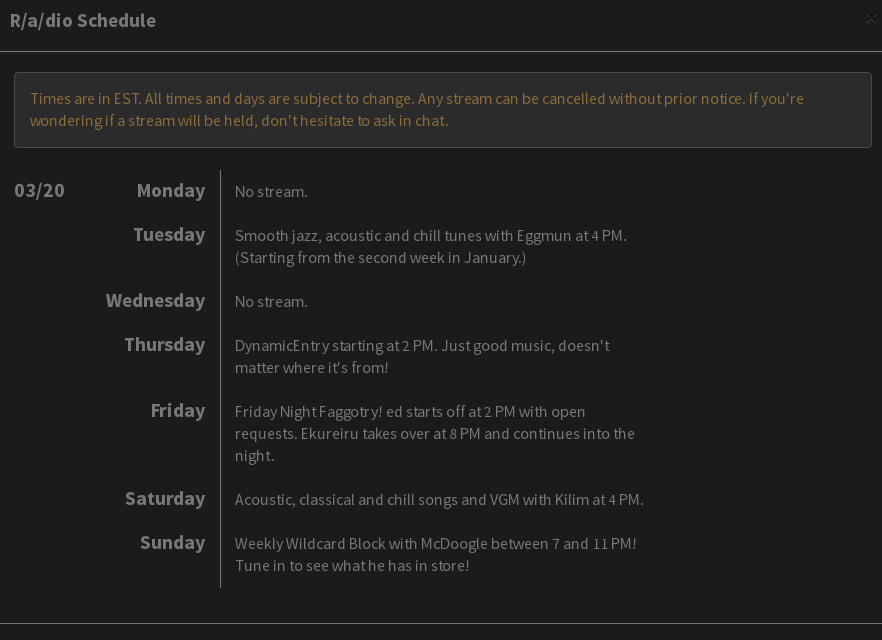 R/a/dio Schedule
×
Times are in EST. All times and days are subject to change. Any stream can be cancelled without prior notice. If you're
wondering if a stream will be held, don't hesitate to ask in chat.
03/20 Monday No stream.
Tuesday Smooth jazz, acoustic and chill tunes with Eggmun at 4 PM.
(Starting from the second week in January.)
Wednesday No stream.
Thursday DynamicEntry starting at 2 PM. Just good music, doesn't
matter where it's from!
Friday Friday Night Faggotry! ed starts off at 2 PM with open
requests. Ekureiru takes over at 8 PM and continues into the
night.
Saturday Acoustic, classical and chill songs and VGM with Kilim at 4 PM.
Sunday Weekly Wildcard Block with McDoogle between 7 and 11 PM!
Tune in to see what he has in store!